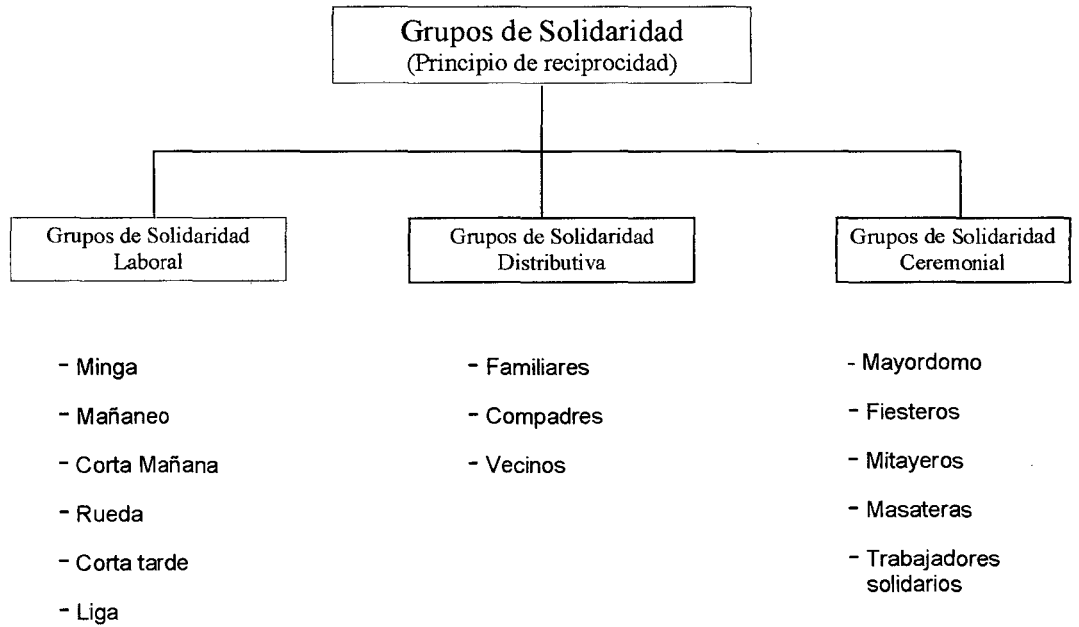 Grupos de Solidaridad
(Principio de reciprocidad)
Grupos de Solidaridad
Laboral
- Minga
- Mañaneo
- Corta Mañana
- Rueda
- Corta tarde
- Liga
Grupos de Solidaridad
Distributiva
- Familiares
- Compadres
- Vecinos
Grupos de Solidaridad
Ceremonial
- Mayordomo
- Fiesteros
- Mitayeros
- Masateras
- Trabajadores
solidarios